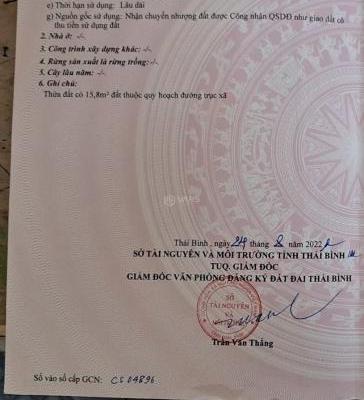 e) Thời hạn sử dụng: Lâu dài
g) Nguồn gốc sử dụng: Nhận chuyển nhượng đất được Công nhận QSDĐ như giao đất có
thu tiền sử dụng đất
2. Nhà ở: -/-
3. Công trình xây dựng khác: -/-
4. Rừng sản xuất là rừng trồng: -/-
5. Cây lâu năm: -/-
6. Ghi chú:
Thửa đất có 15,8m² đất thuộc quy hoạch đường trục xã
Thái Bình, ngày 24 tháng 8 năm 2022
SỞ TÀI NGUYÊN VÀ MÔI TRƯỜNG TỈNH THÁI BÌNH
TUQ. GIÁM ĐỐC
GIÁM ĐỐC VĂN PHÒNG ĐĂNG KÝ ĐẤT ĐAI THÁI BÌNH
SỞ
TÀI NGUYÊN
VÀ
Trần Văn Thắng
Số vào sổ cấp GCN: CS 04896